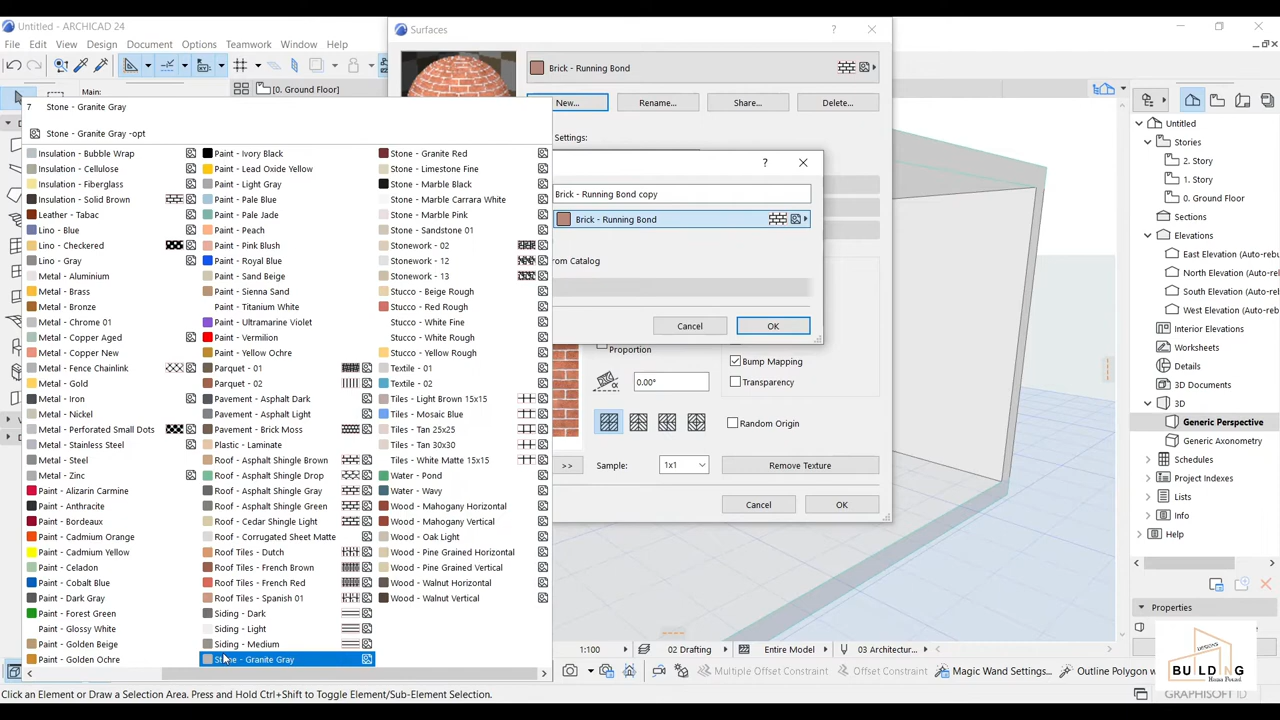 Untitled - ARCHICAD 24
File Edit View Design Document Options Teamwork Window Help
Main:
[0. Ground Floor]
Surfaces
?
Brick - Running Bond
New...
Rename...
Share...
Delete...
Settings:
?
Brick - Running Bond copy
Brick - Running Bond
rom Catalog
Cancel
OK
Proportion
Bump Mapping
0.00°
Transparency
Random Origin
>>
Sample:
1x1
Remove Texture
Cancel
OK
7 Stone - Granite Gray
Stone - Granite Gray -opt
Insulation - Bubble Wrap
Insulation - Cellulose
Insulation - Fiberglass
Insulation - Solid Brown
Leather - Tabac
Lino - Blue
Lino - Checkered
Lino - Gray
Metal - Aluminium
Metal - Brass
Metal - Bronze
Metal - Chrome 01
Metal - Copper Aged
Metal - Copper New
Metal - Fence Chainlink
Metal - Gold
Metal - Iron
Metal - Nickel
Metal - Perforated Small Dots
Metal - Stainless Steel
Metal - Steel
Metal - Zinc
Paint - Alizarin Carmine
Paint - Anthracite
Paint - Bordeaux
Paint - Cadmium Orange
Paint - Cadmium Yellow
Paint - Celadon
Paint - Cobalt Blue
Paint - Dark Gray
Paint - Forest Green
Paint - Glossy White
Paint - Golden Beige
Paint - Golden Ochre
Paint - Ivory Black
Paint - Lead Oxide Yellow
Paint - Light Gray
Paint - Pale Blue
Paint - Pale Jade
Paint - Peach
Paint - Pink Blush
Paint - Royal Blue
Paint - Sand Beige
Paint - Sienna Sand
Paint - Titanium White
Paint - Ultramarine Violet
Paint - Vermilion
Paint - Yellow Ochre
Parquet - 01
Parquet - 02
Pavement - Asphalt Dark
Pavement - Asphalt Light
Pavement - Brick Moss
Plastic - Laminate
Roof - Asphalt Shingle Brown
Roof - Asphalt Shingle Drop
Roof - Asphalt Shingle Gray
Roof - Asphalt Shingle Green
Roof - Cedar Shingle Light
Roof - Corrugated Sheet Matte
Roof Tiles - Dutch
Roof Tiles - French Brown
Roof Tiles - French Red
Roof Tiles - Spanish 01
Siding - Dark
Siding - Light
Siding - Medium
Stone - Granite Gray
Stone - Granite Red
Stone - Limestone Fine
Stone - Marble Black
Stone - Marble Carrara White
Stone - Marble Pink
Stone - Sandstone 01
Stonework - 02
Stonework - 12
Stonework - 13
Stucco - Beige Rough
Stucco - Red Rough
Stucco - White Fine
Stucco - White Rough
Stucco - Yellow Rough
Textile - 01
Textile - 02
Tiles - Light Brown 15x15
Tiles - Mosaic Blue
Tiles - Tan 25x25
Tiles - Tan 30x30
Tiles - White Matte 15x15
Water - Pond
Water - Wavy
Wood - Mahogany Horizontal
Wood - Mahogany Vertical
Wood - Oak Light
Wood - Pine Grained Horizontal
Wood - Pine Grained Vertical
Wood - Walnut Horizontal
Wood - Walnut Vertical
Untitled
Stories
2. Story
1. Story
0. Ground Floor
Sections
Elevations
East Elevation (Auto-reb
North Elevation (Auto-re
South Elevation (Auto-re
West Elevation (Auto-reb
Interior Elevations
Worksheets
Details
3D Documents
3D
Generic Perspective
Generic Axonometry
Schedules
Project Indexes
Lists
Info
Help
Properties
1:100
02 Drafting
Entire Model
03 Architectur...
Multiple Offset Constraint
Offset Constraint
Magic Wand Settings...
Outline Polygon w
Click an Element or Draw a Selection Area. Press and Hold Ctrl+Shift to Toggle Element/Sub-Element Selection.
BUILDING
GRAPHISOFT ID